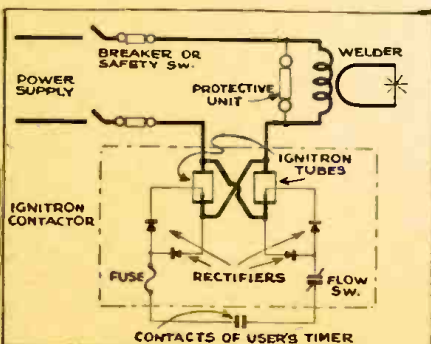 BREAKER OR
SAFETY SW.
WELDER
POWER
SUPPLY
PROTECTIVE
UNIT
IGNITRON
TUBES
IGNITRON
CONTACTOR
RECTIFIERS
FUSE
FLOW
SW.
CONTACTS OF USER'S TIMER